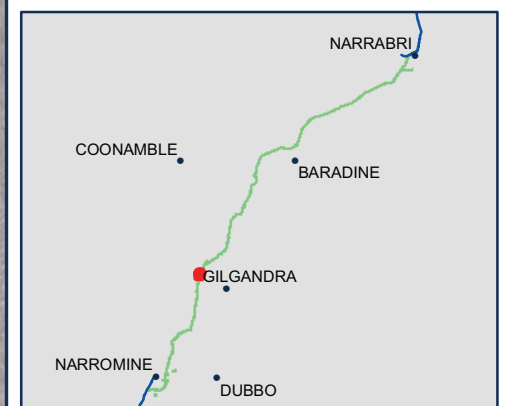 NARRABRI
COONAMBLE
BARADINE
GILGANDRA
NARROMINE
DUBBO